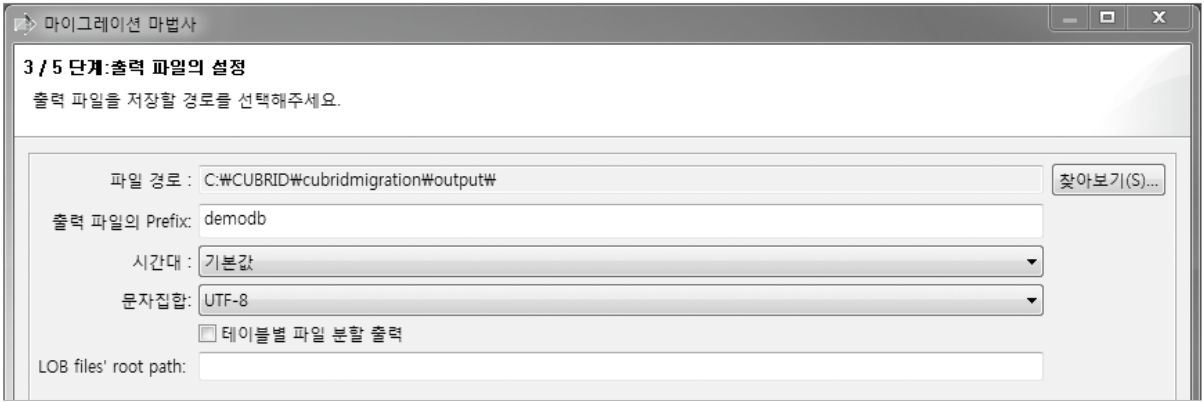 마이그레이션 마법사
3 / 5 단계:출력 파일의 설정
출력 파일을 저장할 경로를 선택해주세요.
파일 경로 : C:₩CUBRID₩cubridmigration₩output₩ 찾아보기(S)...
출력 파일의 Prefix: demodb
시간대 : 기본값
문자집합: UTF-8
테이블별 파일 분할 출력
LOB files' root path: